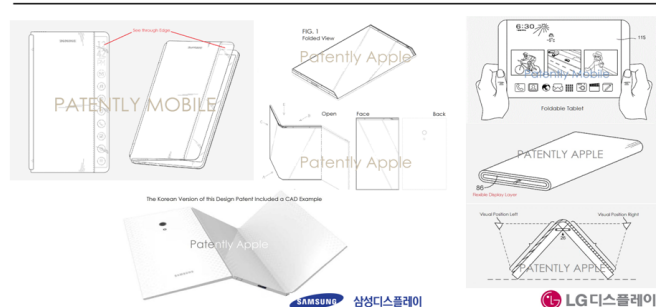 See-through Edge
PATENTLY MOBILE
FIG. 1
Folded View
Patently Apple
Open
Face
Back
Patently Apple
The Korean Version of this Design Patent Included a CAD Example
Patently Apple
SAMSUNG 삼성디스플레이
6:30
115
Patently Mobile
Foldable Tablet
PATENTLY APPLE
86
Flexible Display Layer
Visual Position Left
Visual Position Right
20
PATENTLY APPLE
LG디스플레이